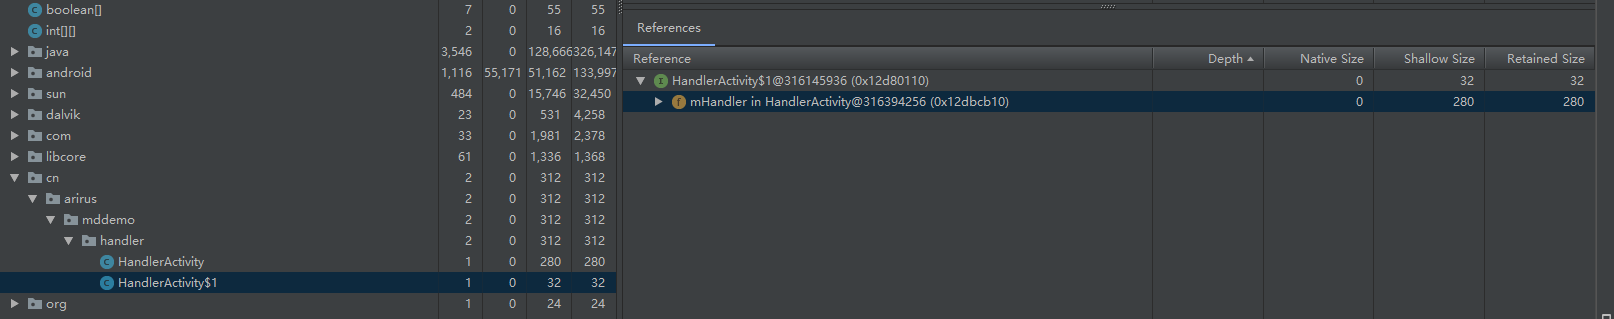 boolean[] 7 0 55 55
int[][] 2 0 16 16
java 3,546 0 128,666 326,147
android 1,116 55,171 51,162 133,997
sun 484 0 15,746 32,450
dalvik 23 0 531 4,258
com 33 0 1,981 2,378
libcore 61 0 1,336 1,368
cn 2 0 312 312
arirus 2 0 312 312
mddemo 2 0 312 312
handler 2 0 312 312
HandlerActivity 1 0 280 280
HandlerActivity$1 1 0 32 32
org 1 0 24 24
References
Reference Depth Native Size Shallow Size Retained Size
HandlerActivity$1@316145936 (0x12d80110) 0 32 32
mHandler in HandlerActivity@316394256 (0x12dbcb10) 0 280 280